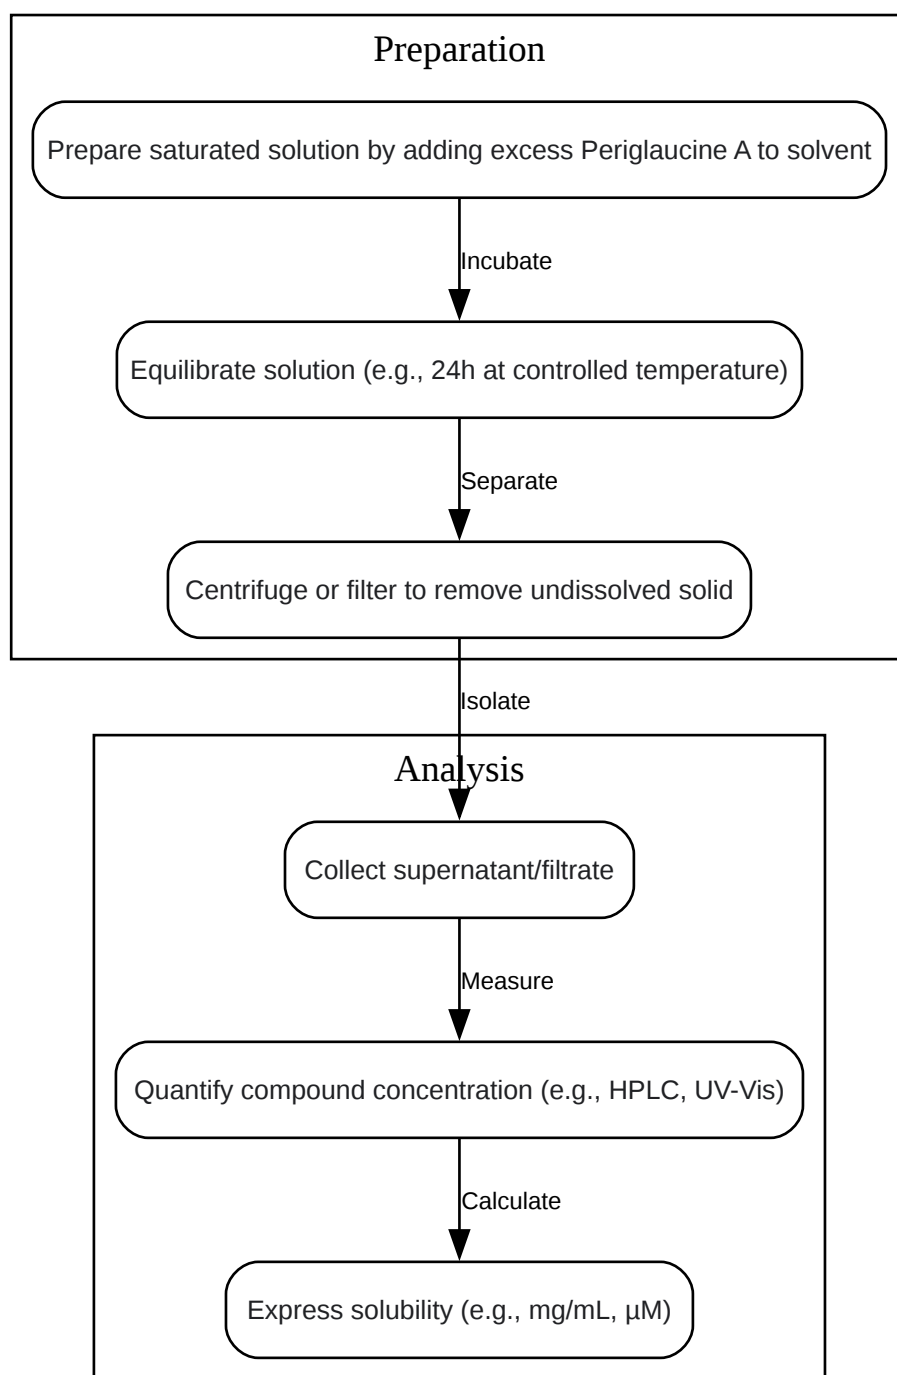 Preparation
Prepare saturated solution by adding excess Periglaucine A to solvent
Incubate
Equilibrate solution (e.g., 24h at controlled temperature)
Separate
Centrifuge or filter to remove undissolved solid
Isolate
Analysis
Collect supernatant/filtrate
Measure
Quantify compound concentration (e.g., HPLC, UV-Vis)
Calculate
Express solubility (e.g., mg/mL, µM)